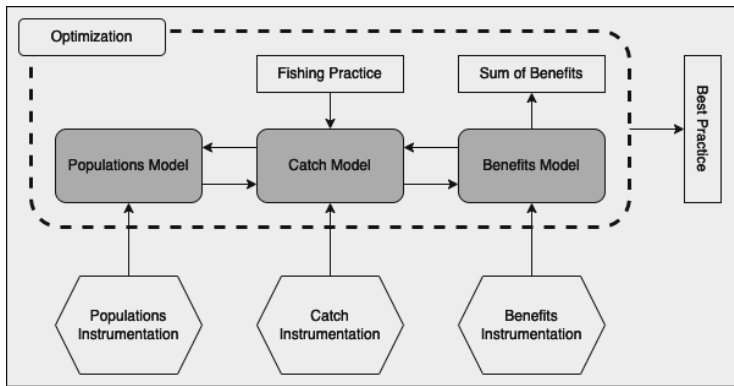 Optimization
Fishing Practice
Sum of Benefits
Best Practice
Populations Model
Catch Model
Benefits Model
Populations
Instrumentation
Catch
Instrumentation
Benefits
Instrumentation